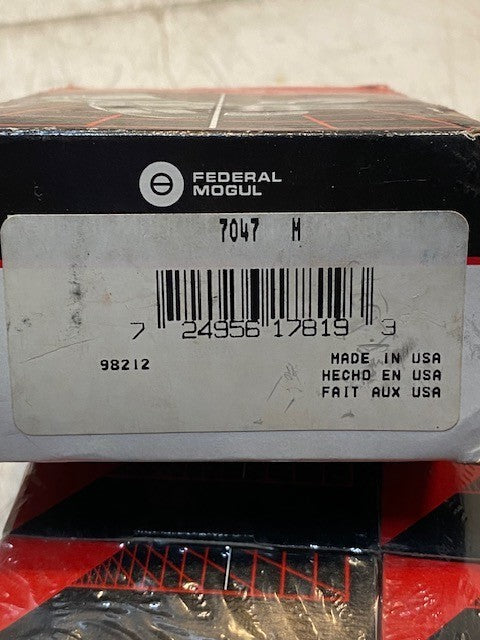 FEDERAL
MOGUL
7047 M
7 24956 17819 3
98212
MADE IN USA
HECHO EN USA
FAIT AUX USA